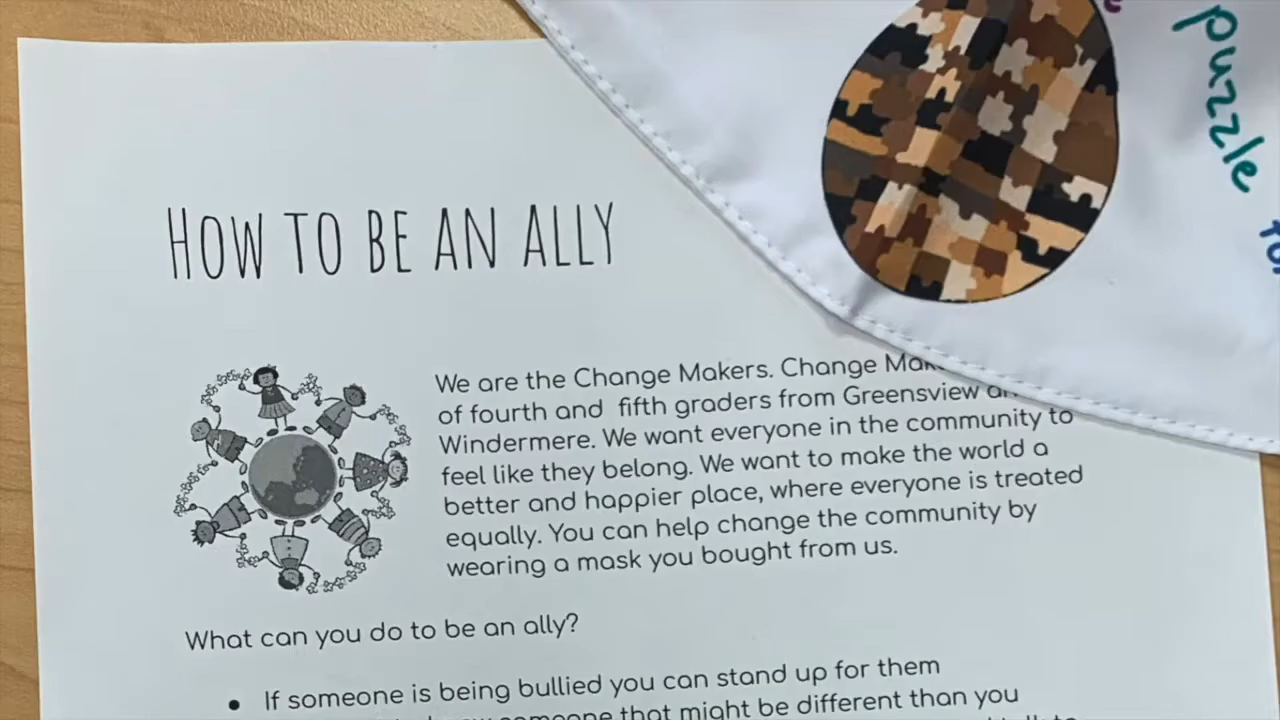 puzzle
HOW TO BE AN ALLY
We are the Change Makers. Change
of fourth and fifth graders from Greensview
Windermere. We want everyone in the community to
feel like they belong. We want to make the world a
better and happier place, where everyone is treated
equally. You can help change the community by
wearing a mask you bought from us.
What can you do to be an ally?
• If someone is being bullied you can stand up for them
someone that might be different than you